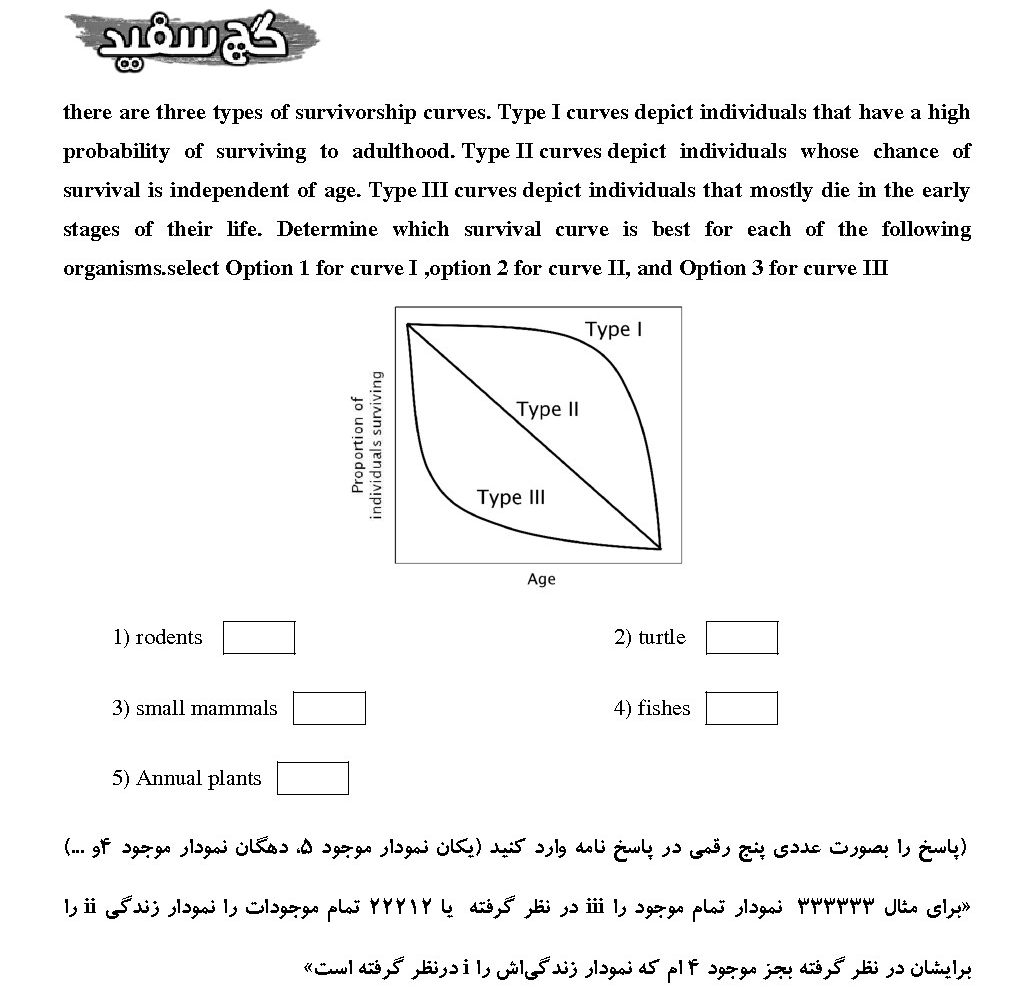 گچ سفید
there are three types of survivorship curves. Type I curves depict individuals that have a high
probability of surviving to adulthood. Type II curves depict individuals whose chance of
survival is independent of age. Type III curves depict individuals that mostly die in the early
stages of their life. Determine which survival curve is best for each of the following
organisms.select Option 1 for curve I ,option 2 for curve II, and Option 3 for curve III
Type I
Type II
Type III
Proportion of
individuals surviving
Age
1) rodents
2) turtle
3) small mammals
4) fishes
5) Annual plants
(پاسخ را بصورت عددی پنج رقمی در پاسخ نامه وارد کنید (یکان نمودار موجود ۵، دهگان نمودار موجود ۴و ...)
«برای مثال ۳۳۳۳۳۳ نمودار تمام موجود را iii در نظر گرفته یا ۲۲۲۱۲ تمام موجودات را نمودار زندگی ii را
برایشان در نظر گرفته بجز موجود ۴ ام که نمودار زندگی‌اش را i درنظر گرفته است»